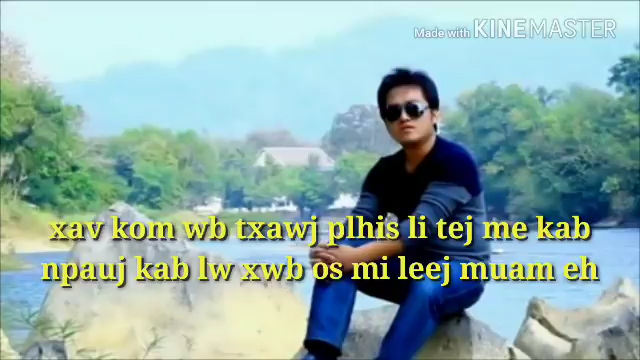 Made with KINEMASTER
xav kom wb txawj plhis li tej me kab
npauj kab lw xwb os mi leej muam eh